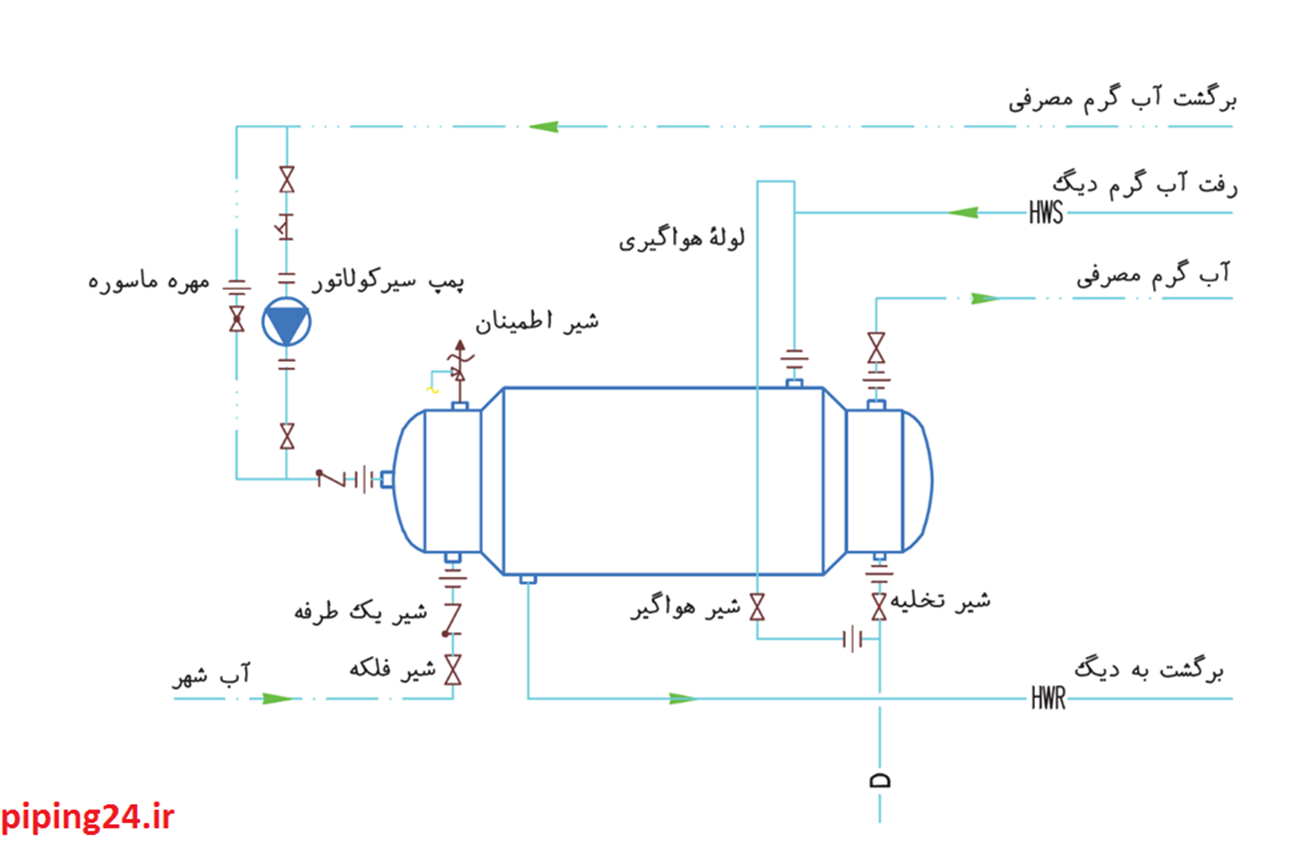 برگشت آب گرم مصرفی
رفت آب گرم دیگ
HWS
لولهٔ هواگیری
آب گرم مصرفی
مهره ماسوره
پمپ سیرکولاتور
شیر اطمینان
شیر یک طرفه
شیر هواگیر
شیر تخلیه
آب شهر
شیر فلکه
برگشت به دیگ
HWR
D
piping24.ir